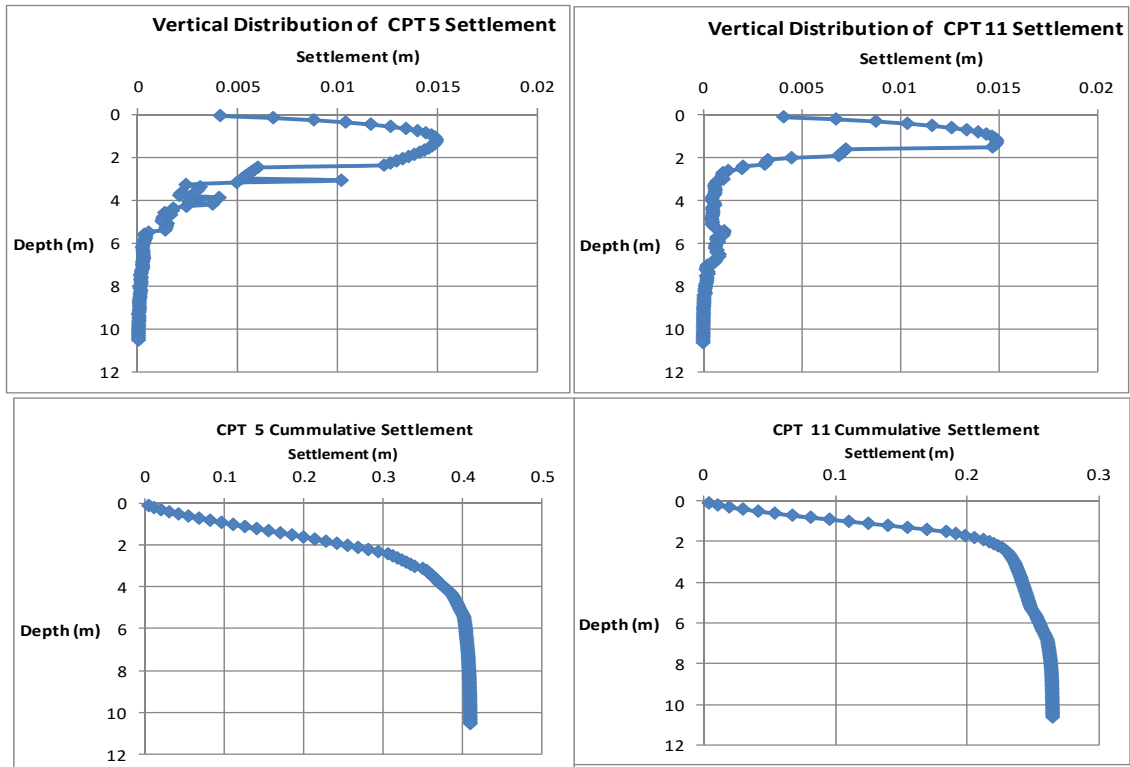 Vertical Distribution of CPT 5 Settlement
Settlement (m)
0 0.005 0.01 0.015 0.02
0
2
4
Depth (m)
6
8
10
12
Vertical Distribution of CPT 11 Settlement
Settlement (m)
0 0.005 0.01 0.015 0.02
0
2
4
Depth (m)
6
8
10
12
CPT 5 Cummulative Settlement
Settlement (m)
0 0.1 0.2 0.3 0.4 0.5
0
2
4
Depth (m)
6
8
10
12
CPT 11 Cummulative Settlement
Settlement (m)
0 0.1 0.2 0.3
0
2
4
Depth (m)
6
8
10
12